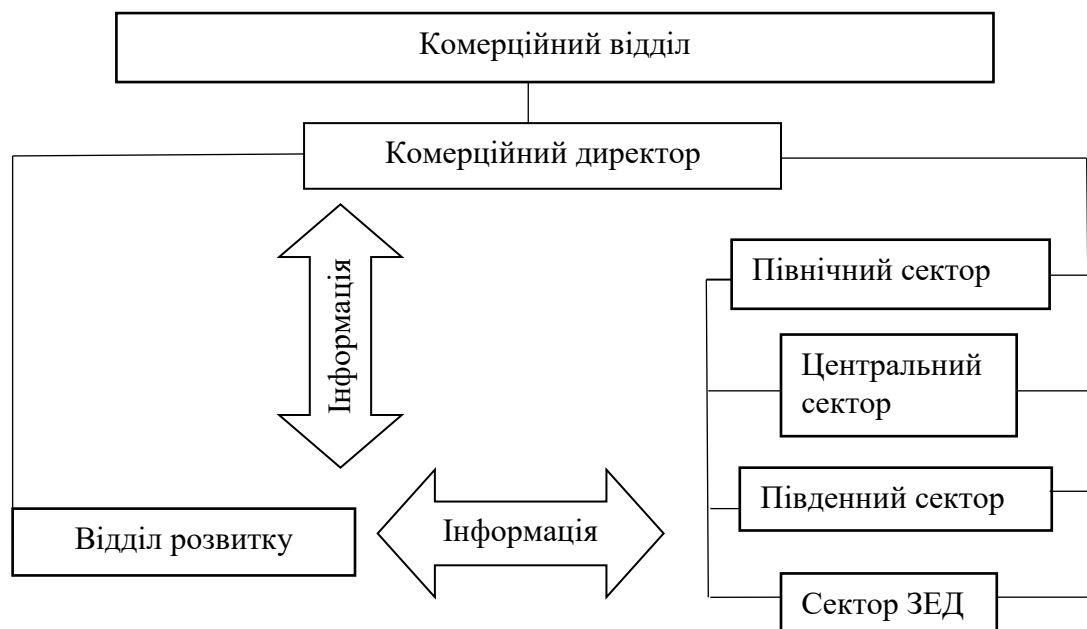 Комерційний відділ
Комерційний директор
Інформація
Північний сектор
Центральний
сектор
Південний сектор
Інформація
Відділ розвитку
Сектор ЗЕД